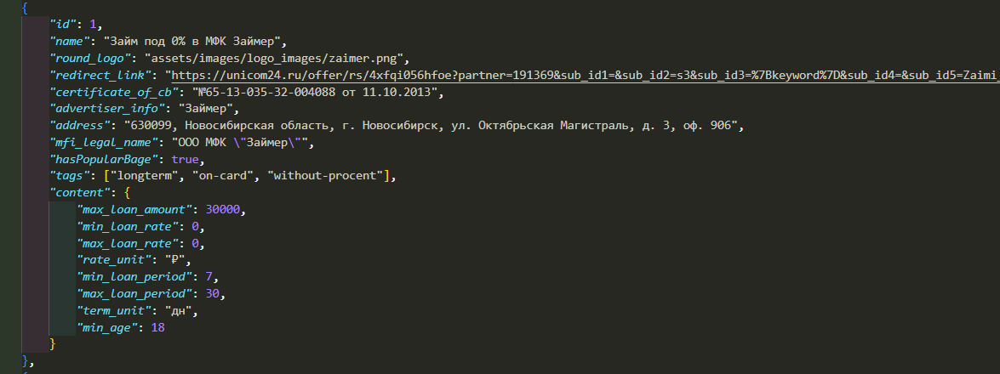 {
"id": 1,
"name": "Займ под 0% в МФК Займер",
"round_logo": "assets/images/logo_images/zaimer.png",
"redirect_link": "https://unicom24.ru/offer/rs/4xfqi056hfoe?partner=191369&sub_id1=&sub_id2=s3&sub_id3=%7Bkeyword%7D&sub_id4=&sub_id5=Zaimi_
"certificate_of_cb": "№65-13-035-32-004088 от 11.10.2013",
"advertiser_info": "Займер",
"address": "630099, Новосибирская область, г. Новосибирск, ул. Октябрьская Магистраль, д. 3, оф. 906",
"mfi_legal_name": "ООО МФК \"Займер\"",
"hasPopularBage": true,
"tags": ["longterm", "on-card", "without-procent"],
"content": {
"max_loan_amount": 30000,
"min_loan_rate": 0,
"max_loan_rate": 0,
"rate_unit": "₽",
"min_loan_period": 7,
"max_loan_period": 30,
"term_unit": "дн",
"min_age": 18
}
},